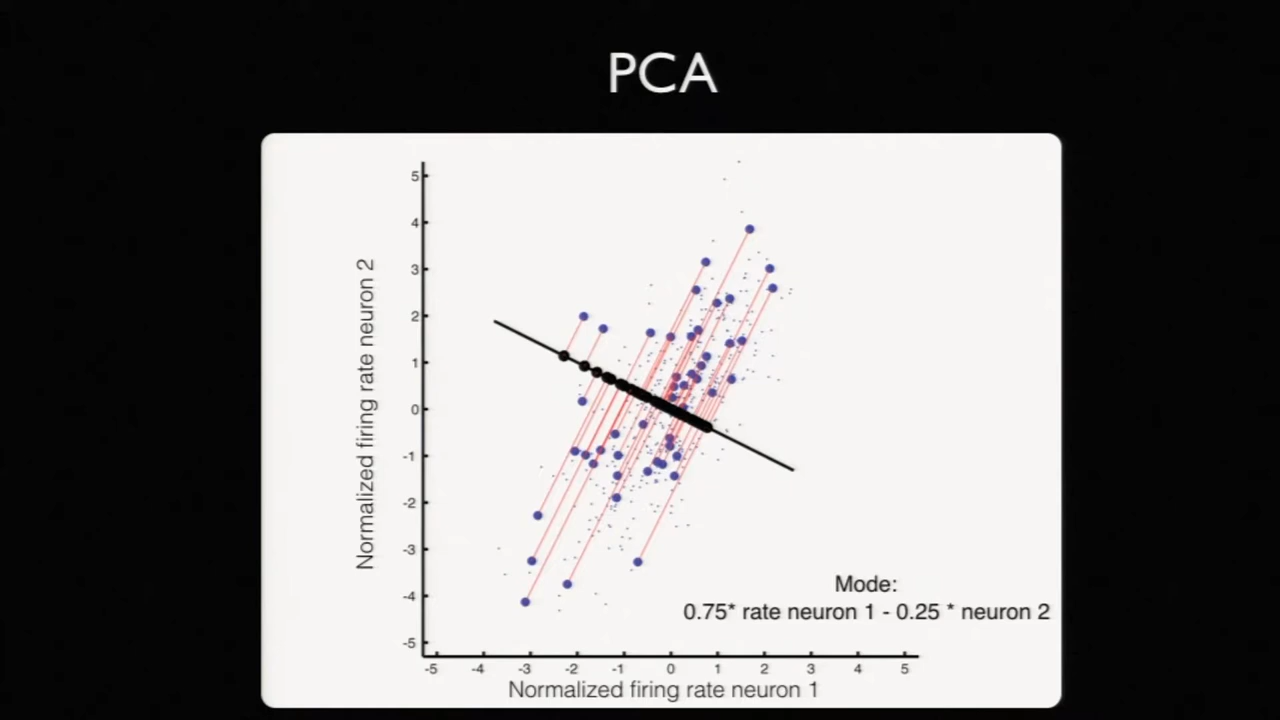 PCA
5
4
3
2
1
0
-1
-2
-3
-4
-5
Normalized firing rate neuron 2
Mode:
0.75* rate neuron 1 - 0.25 * neuron 2
-5 -4 -3 -2 -1 0 1 2 3 4 5
Normalized firing rate neuron 1